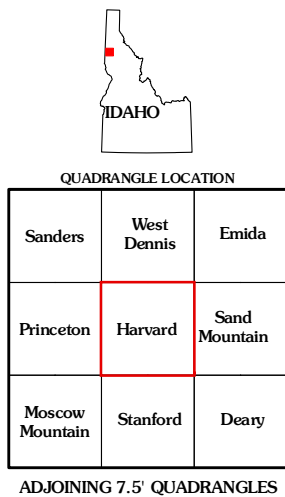 IDAHO
QUADRANGLE LOCATION
Sanders
West
Dennis
Emida
Princeton
Harvard
Sand
Mountain
Moscow
Mountain
Stanford
Deary
ADJOINING 7.5' QUADRANGLES